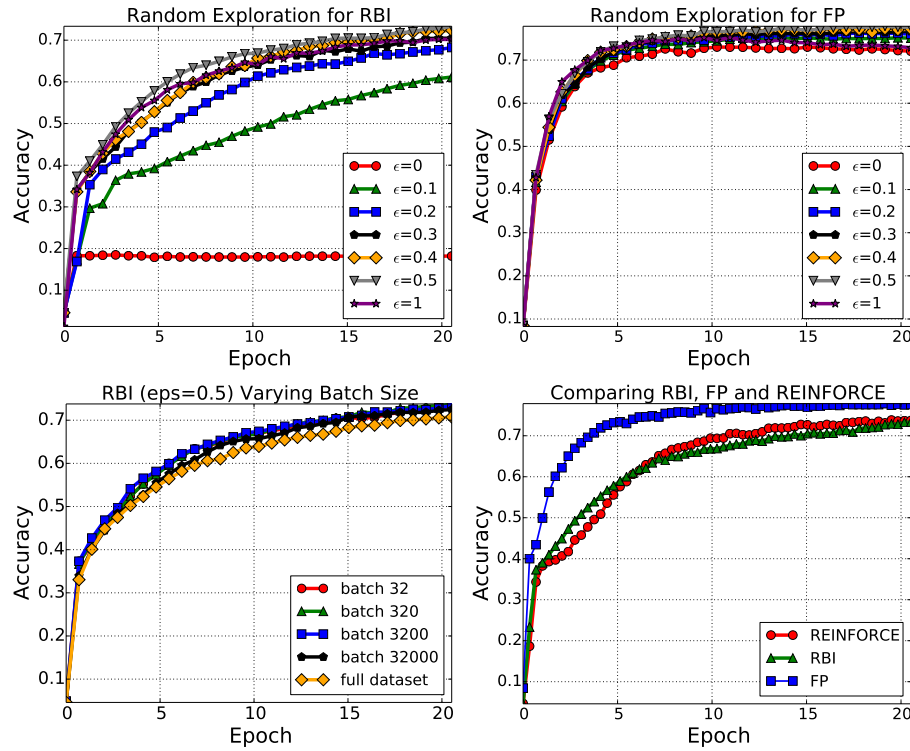 Random Exploration for RBI
Accuracy
0.7
0.6
0.5
0.4
0.3
0.2
0.1
ϵ=0
ϵ=0.1
ϵ=0.2
ϵ=0.3
ϵ=0.4
ϵ=0.5
ϵ=1
0
5
10
15
20
Epoch
Random Exploration for FP
Accuracy
0.7
0.6
0.5
0.4
0.3
0.2
0.1
ϵ=0
ϵ=0.1
ϵ=0.2
ϵ=0.3
ϵ=0.4
ϵ=0.5
ϵ=1
0
5
10
15
20
Epoch
RBI (eps=0.5) Varying Batch Size
Accuracy
0.7
0.6
0.5
0.4
0.3
0.2
0.1
batch 32
batch 320
batch 3200
batch 32000
full dataset
0
5
10
15
20
Epoch
Comparing RBI, FP and REINFORCE
Accuracy
0.7
0.6
0.5
0.4
0.3
0.2
0.1
REINFORCE
RBI
FP
0
5
10
15
20
Epoch